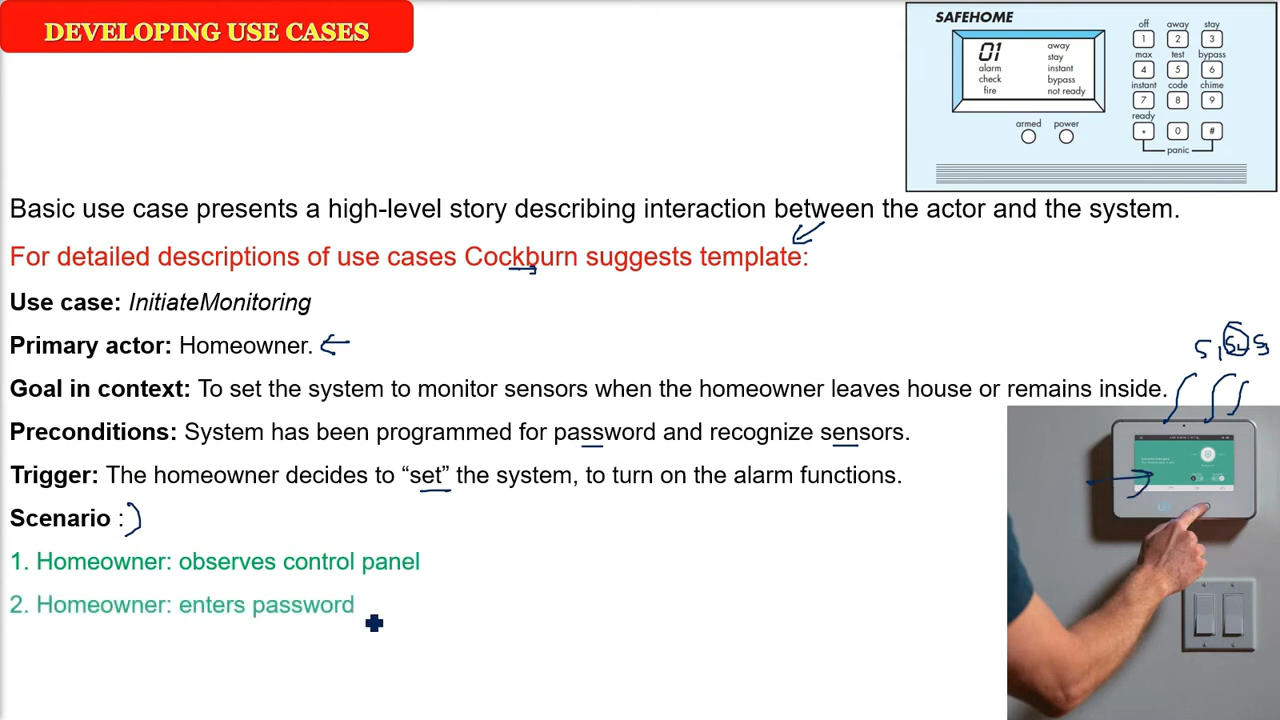 DEVELOPING USE CASES
SAFEHOME
01
alarm
check
fire
away
stay
instant
bypass
not ready
armed power
off away stay
1 2 3
max test bypass
4 5 6
instant code chime
7 8 9
ready
* 0 #
panic
Basic use case presents a high-level story describing interaction between the actor and the system.
For detailed descriptions of use cases Cockburn suggests template:
Use case: InitiateMonitoring
Primary actor: Homeowner.
S1 S2 S3
Goal in context: To set the system to monitor sensors when the homeowner leaves house or remains inside.
Preconditions: System has been programmed for password and recognize sensors.
Trigger: The homeowner decides to “set” the system, to turn on the alarm functions.
Scenario :
1. Homeowner: observes control panel
2. Homeowner: enters password